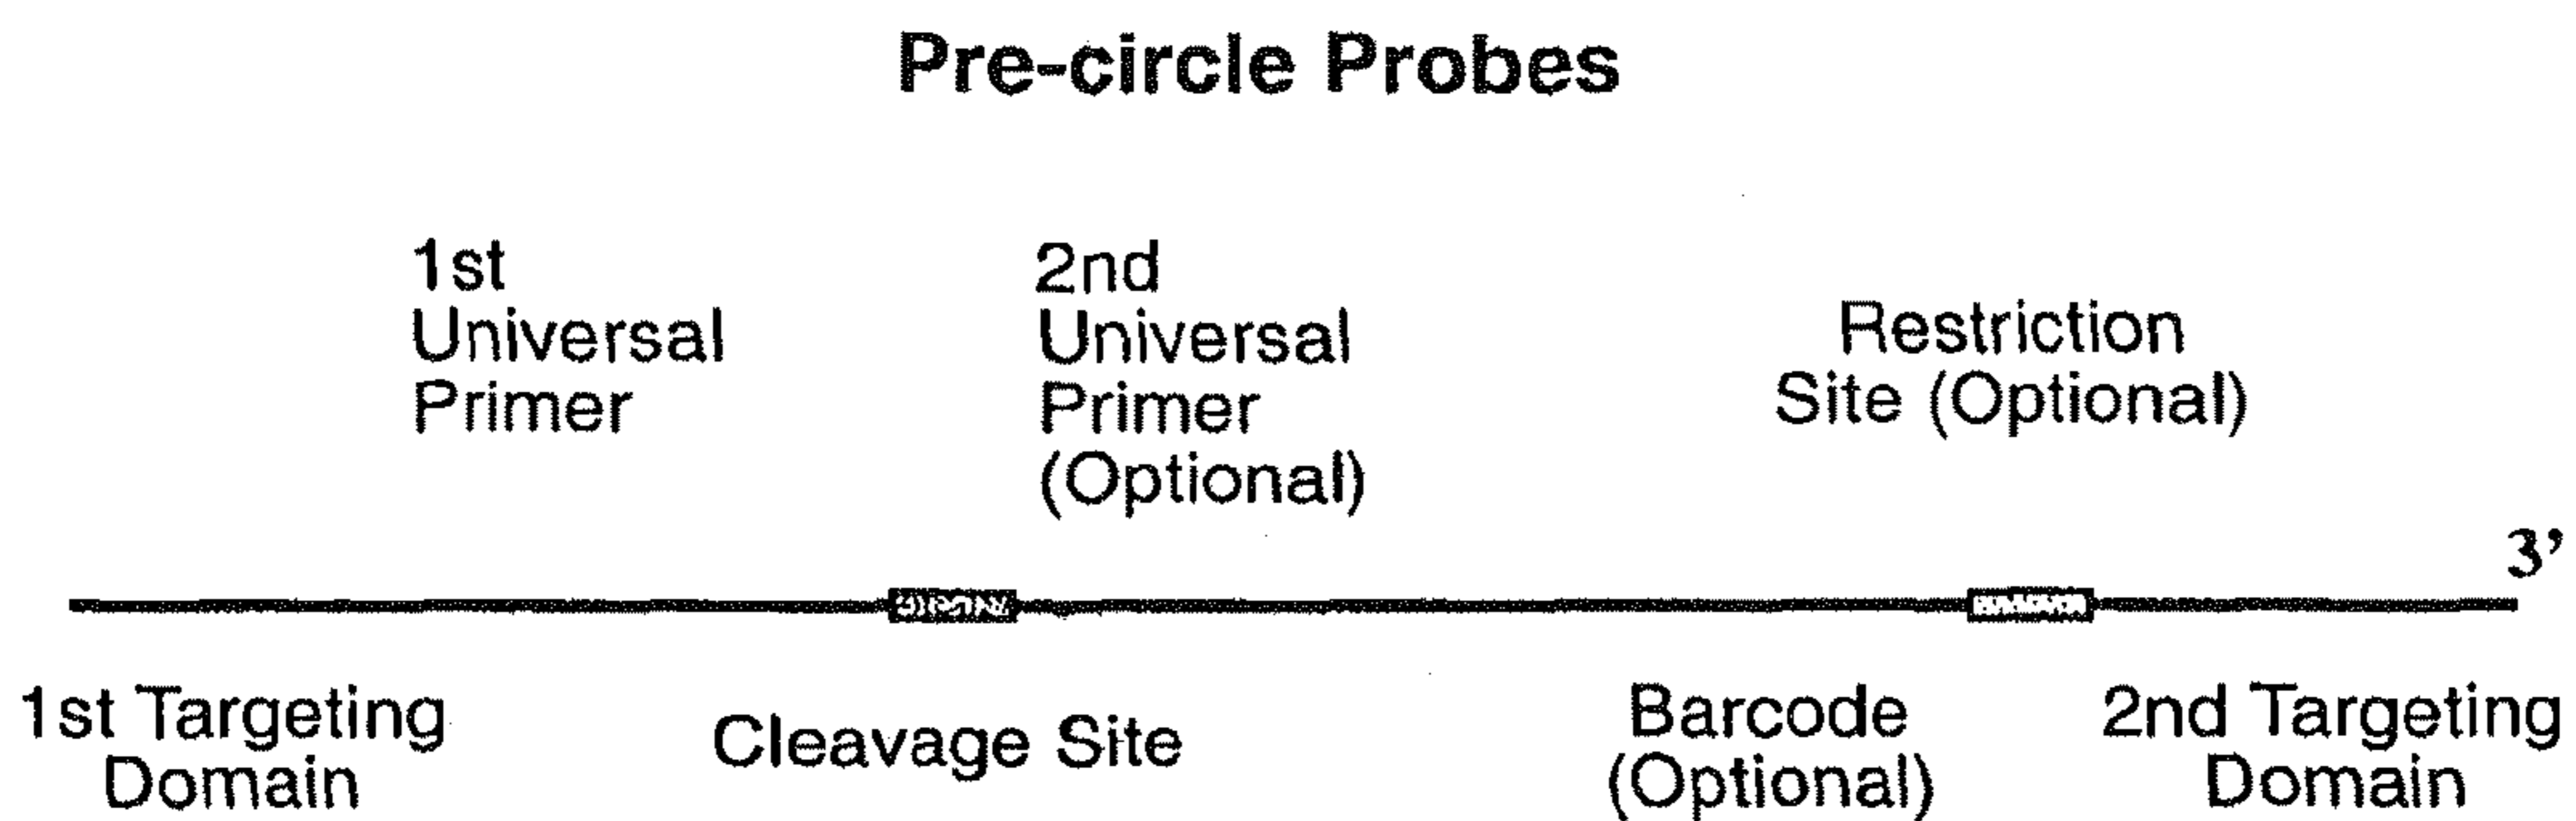 Pre-circle Probes
1st
Universal
Primer
2nd
Universal
Primer
(Optional)
Restriction
Site (Optional)
3’
1st Targeting
Domain
Cleavage Site
Barcode
(Optional)
2nd Targeting
Domain